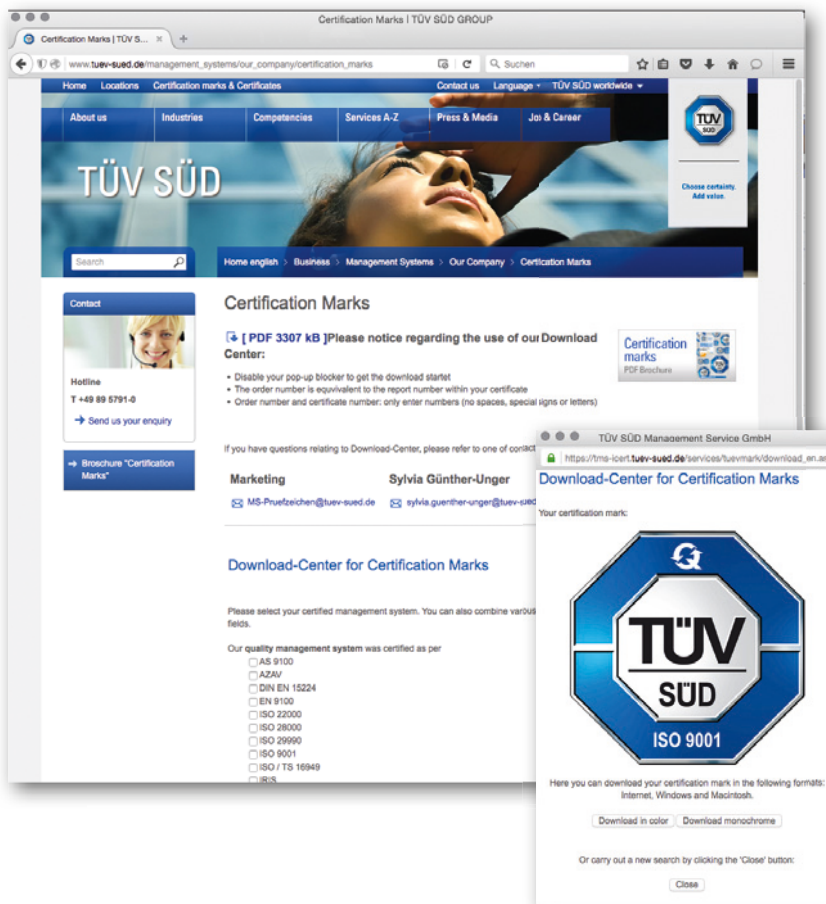 Certification Marks | TÜV SÜD GROUP
Certification Marks | TÜV S...
www.tuev-sued.de/management_systems/our_company/certification_marks
Suchen
Home Locations Certification marks & Certificates Contact us Language TÜV SÜD worldwide
About us Industries Competencies Services A-Z Press & Media Job & Career
TÜV SÜD
TÜV
SÜD
Choose certainty.
Add value.
Search
Home english > Business > Management Systems > Our Company > Certification Marks
Contact
Hotline
T +49 89 5791-0
Send us your enquiry
Broschure "Certification
Marks"
Certification Marks
[ PDF 3307 kB ]Please notice regarding the use of our Download
Center:
• Disable your pop-up blocker to get the download startet
• The order number is equvivalent to the report number within your certificate
• Order number and certificate number: only enter numbers (no spaces, special signs or letters)
Certification
marks
PDF Brochure
If you have questions relating to Download-Center, please refer to one of contact
Marketing Sylvia Günther-Unger
MS-Pruefzeichen@tuev-sued.de sylvia.guenther-unger@tuev-sued
Download-Center for Certification Marks
Please select your certified management system. You can also combine various
fields.
Our quality management system was certified as per
AS 9100
AZAV
DIN EN 15224
EN 9100
ISO 22000
ISO 28000
ISO 29990
ISO 9001
ISO / TS 16949
IRIS
TÜV SÜD Management Service GmbH
https://tms-icert.tuev-sued.de/services/tuevmark/download_en.as
Download-Center for Certification Marks
Your certification mark:
TÜV
SÜD
ISO 9001
Here you can download your certification mark in the following formats:
Internet, Windows and Macintosh.
Download in color Download monochrome
Or carry out a new search by clicking the 'Close' button:
Close